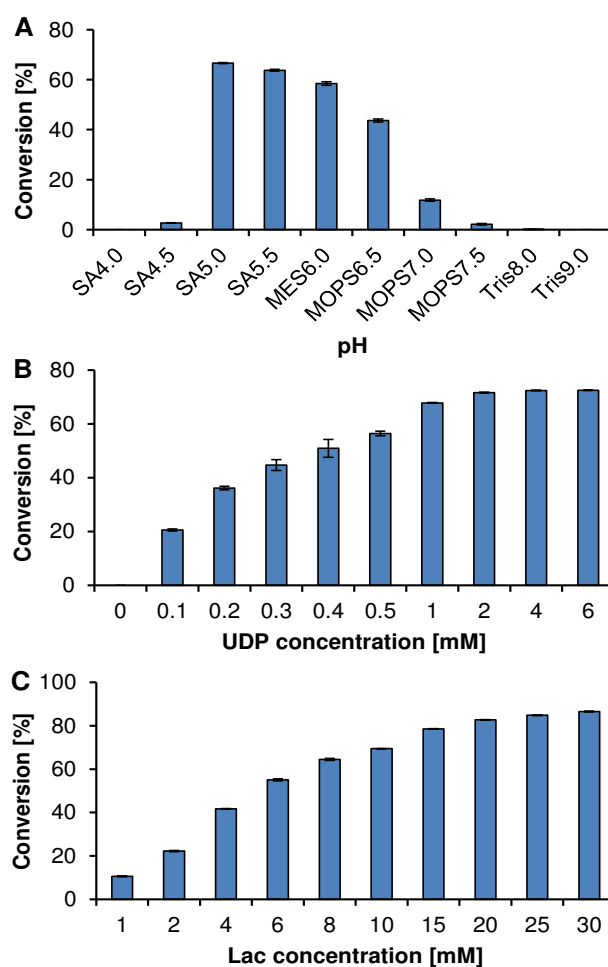 A
Conversion [%]
80
60
40
20
0
SA4.0 SA4.5 SA5.0 SA5.5 MES6.0 MOPS6.5 MOPS7.0 MOPS7.5 Tris8.0 Tris9.0
pH
B
Conversion [%]
80
60
40
20
0
0 0.1 0.2 0.3 0.4 0.5 1 2 4 6
UDP concentration [mM]
C
Conversion [%]
100
80
60
40
20
0
1 2 4 6 8 10 15 20 25 30
Lac concentration [mM]